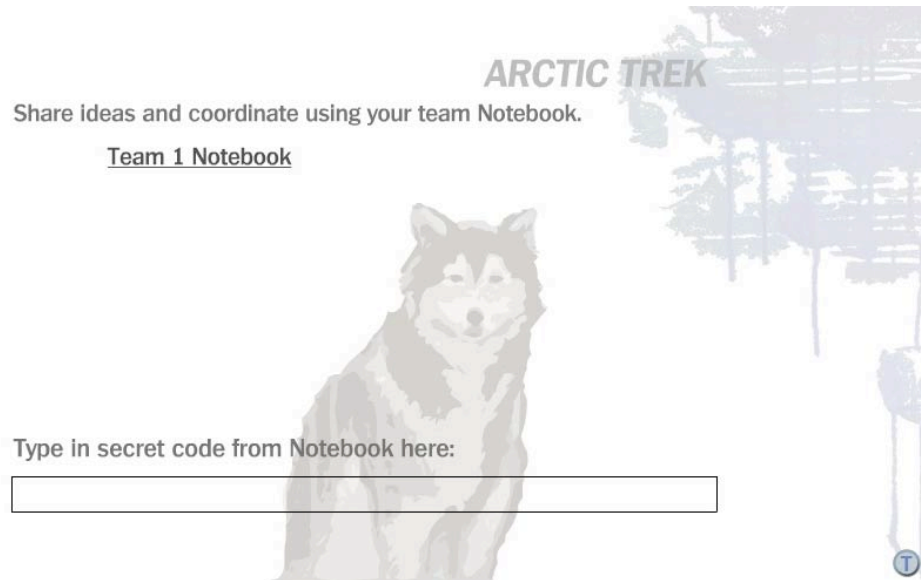 ARCTIC TREK
Share ideas and coordinate using your team Notebook.
Team 1 Notebook
Type in secret code from Notebook here:
T